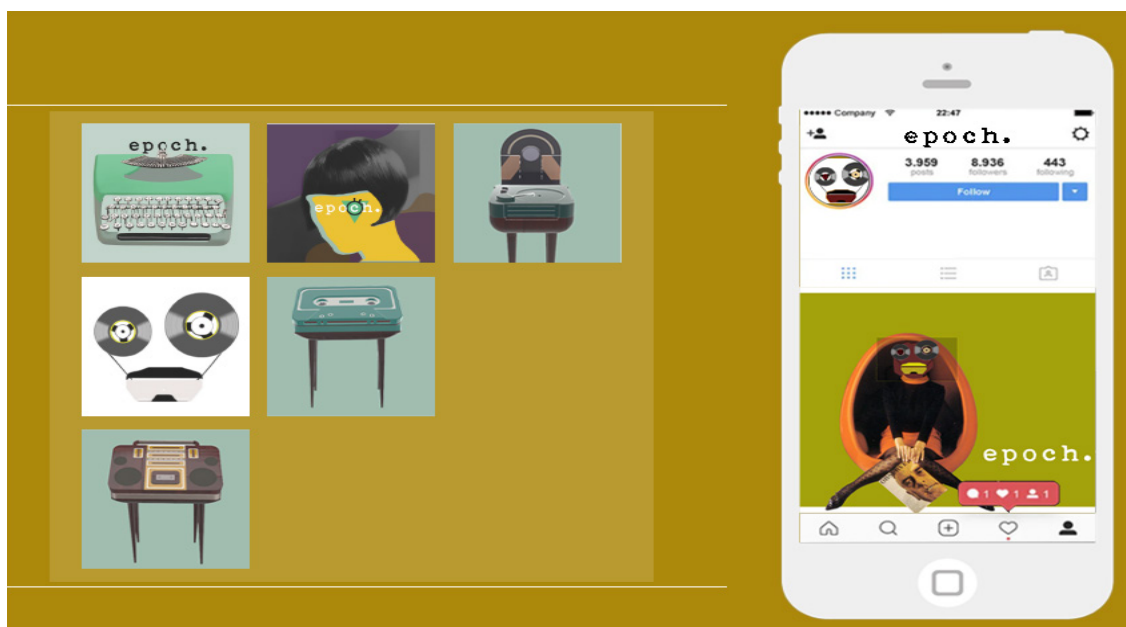 epoch.
epoch.
Company 22:47
epoch.
3.959 8.936 443
posts followers following
Follow
epoch.
1 1 1